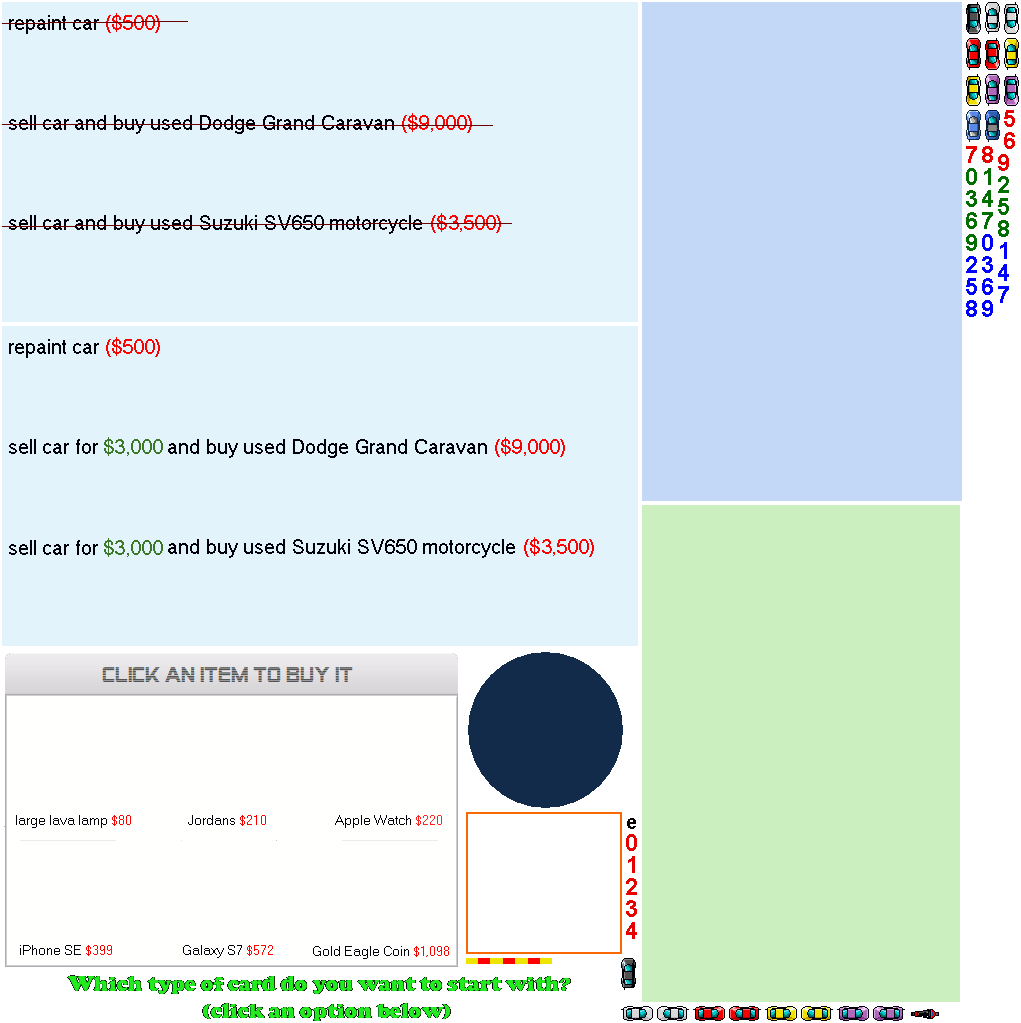 repaint car ($500)
sell car and buy used Dodge Grand Caravan ($9,000)
sell car and buy used Suzuki SV650 motorcycle ($3,500)
repaint car ($500)
sell car for $3,000 and buy used Dodge Grand Caravan ($9,000)
sell car for $3,000 and buy used Suzuki SV650 motorcycle ($3,500)
CLICK AN ITEM TO BUY IT
large lava lamp $80
Jordans $210
Apple Watch $220
iPhone SE $399
Galaxy S7 $572
Gold Eagle Coin $1,098
Which type of card do you want to start with?
(click an option below)
e
0
1
2
3
4
5
6
7 8 9
0 1 2
3 4 5
6 7 8
9 0 1
2 3 4
5 6 7
8 9